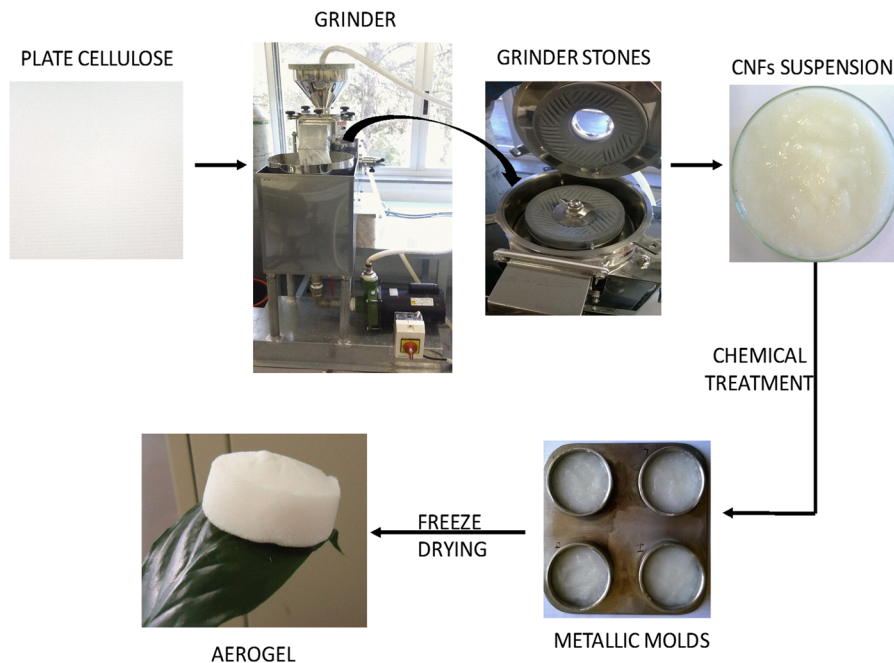 PLATE CELLULOSE
GRINDER
GRINDER STONES
CNFs SUSPENSION
CHEMICAL
TREATMENT
METALLIC MOLDS
FREEZE
DRYING
AEROGEL